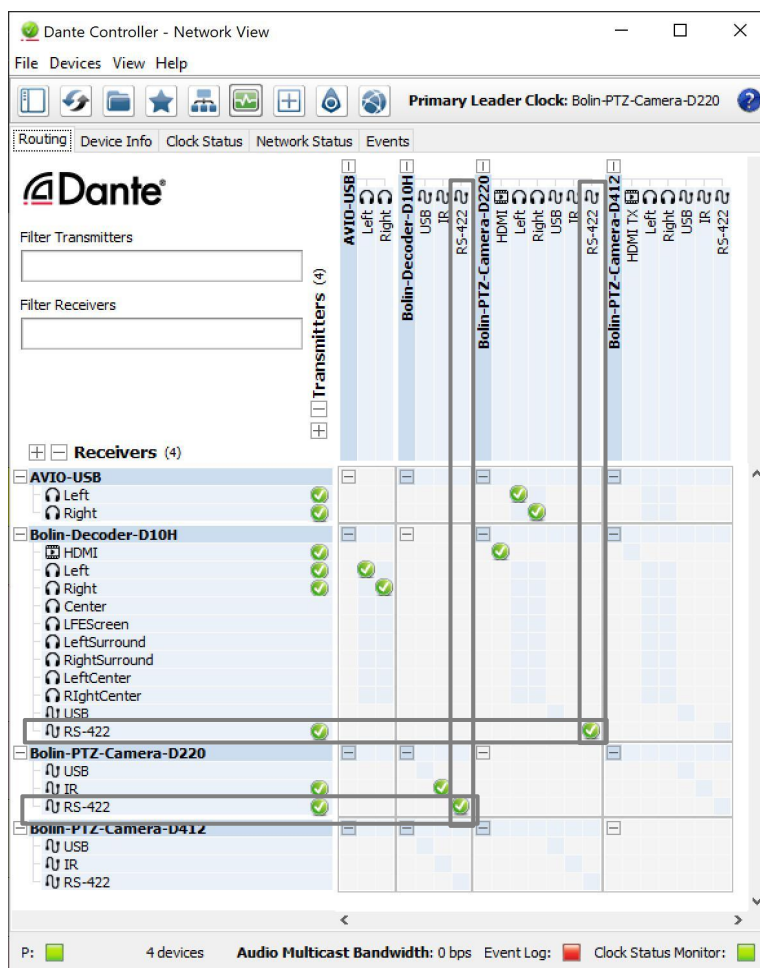 Dante Controller - Network View
File Devices View Help
Primary Leader Clock: Bolin-PTZ-Camera-D220
Routing Device Info Clock Status Network Status Events
Dante
Filter Transmitters
Filter Receivers
Transmitters (4)
AVIO-USB
Left
Right
Bolin-Decoder-D10H
USB
IR
RS-422
Bolin-PTZ-Camera-D220
HDMI
Left
Right
USB
IR
RS-422
Bolin-PTZ-Camera-D412
HDMI TX
Left
Right
USB
IR
RS-422
Receivers (4)
AVIO-USB
Left
Right
Bolin-Decoder-D10H
HDMI
Left
Right
Center
LFEScreen
LeftSurround
RightSurround
LeftCenter
RIghtCenter
USB
RS-422
Bolin-PTZ-Camera-D220
USB
IR
RS-422
Bolin-PTZ-Camera-D412
USB
IR
RS-422
P: 4 devices Audio Multicast Bandwidth: 0 bps Event Log: Clock Status Monitor: